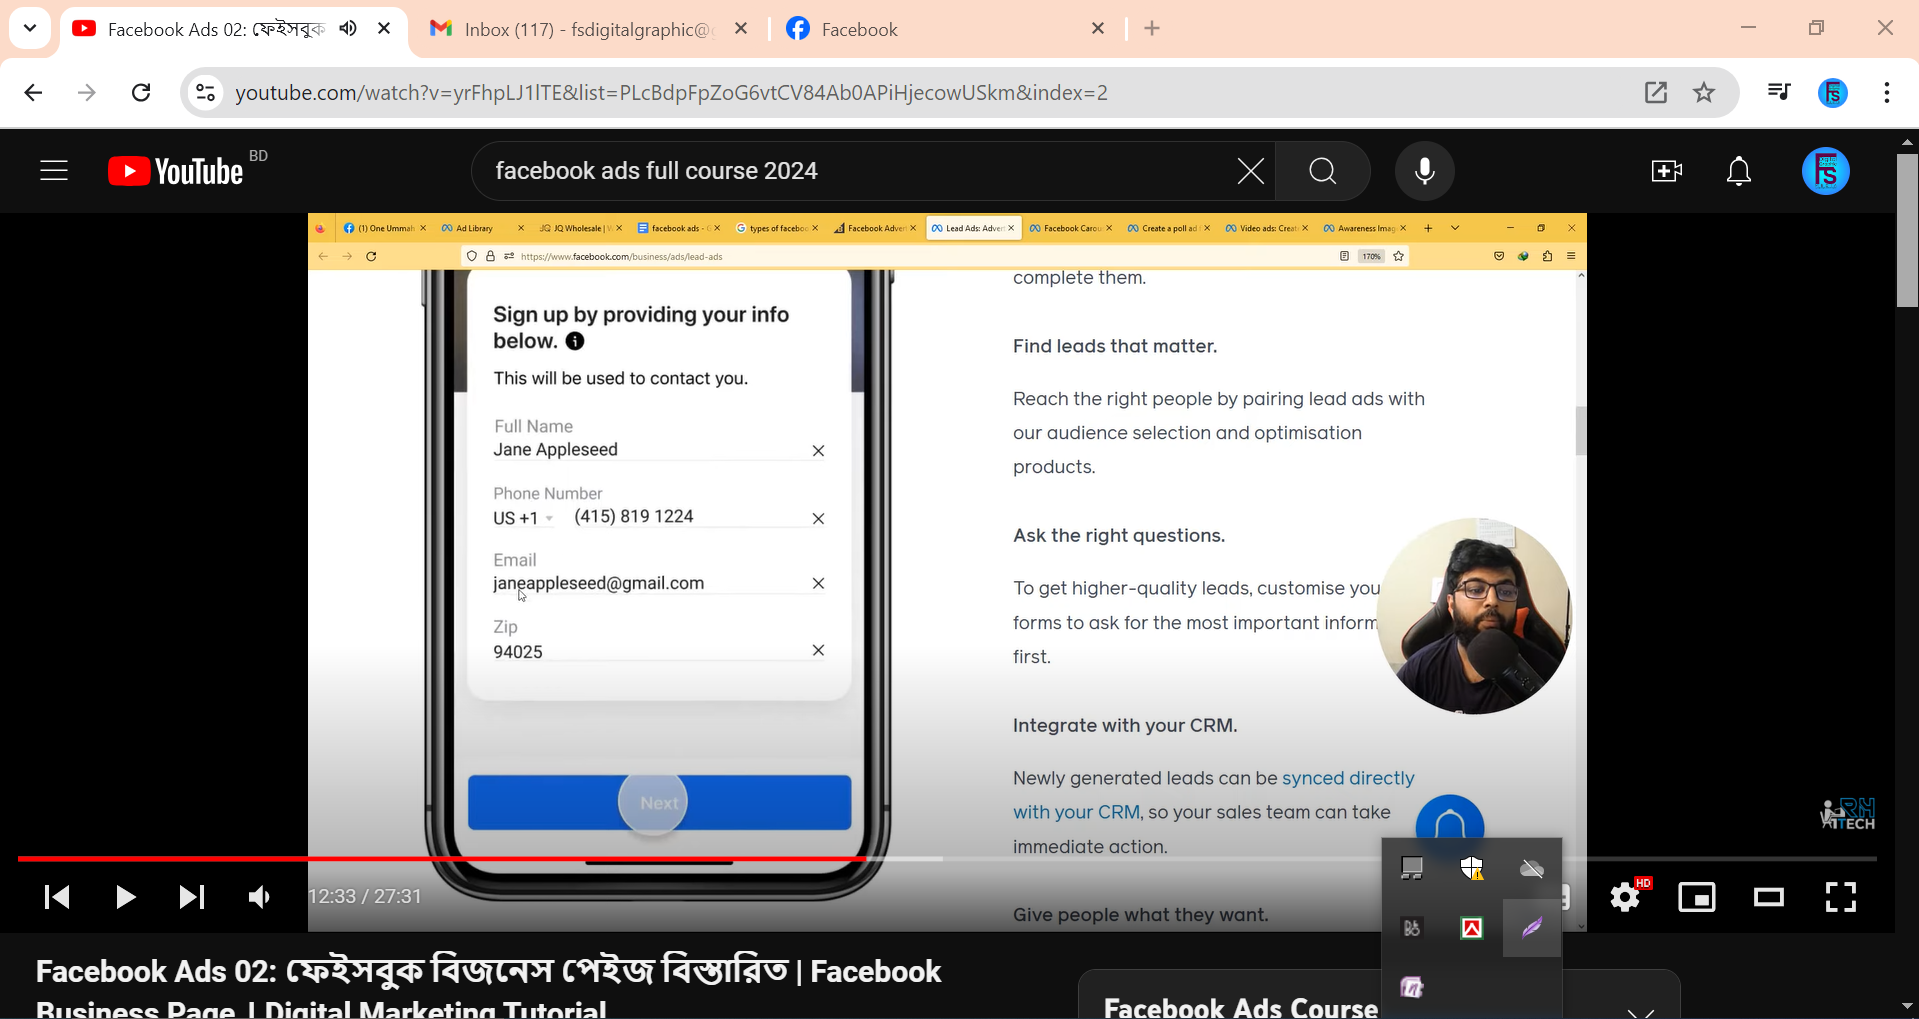 Facebook Ads 02: ফেইসবুক
Inbox (117) - fsdigitalgraphic@
Facebook
youtube.com/watch?v=yrFhpLJ1lTE&list=PLcBdpFpZoG6vtCV84Ab0APiHjecowUSkm&index=2
YouTube BD
facebook ads full course 2024
(1) One Ummah
Ad Library
JQ JQ Wholesale |
facebook ads -
types of faceboo
Facebook Advert
Lead Ads: Advert
Facebook Carou
Create a poll ad
Video ads: Creat
Awareness Imag
https://www.facebook.com/business/ads/lead-ads
170%
complete them.
Sign up by providing your info
below.
This will be used to contact you.
Full Name
Jane Appleseed
Phone Number
US +1 (415) 819 1224
Email
janeappleseed@gmail.com
Zip
94025
Next
Find leads that matter.
Reach the right people by pairing lead ads with
our audience selection and optimisation
products.
Ask the right questions.
To get higher-quality leads, customise you
forms to ask for the most important inform
first.
Integrate with your CRM.
Newly generated leads can be synced directly
with your CRM, so your sales team can take
immediate action.
Give people what they want.
RH
TECH
12:33 / 27:31
HD
Facebook Ads 02: ফেইসবুক বিজনেস পেইজ বিস্তারিত | Facebook
Business Page | Digital Marketing Tutorial
Facebook Ads Course